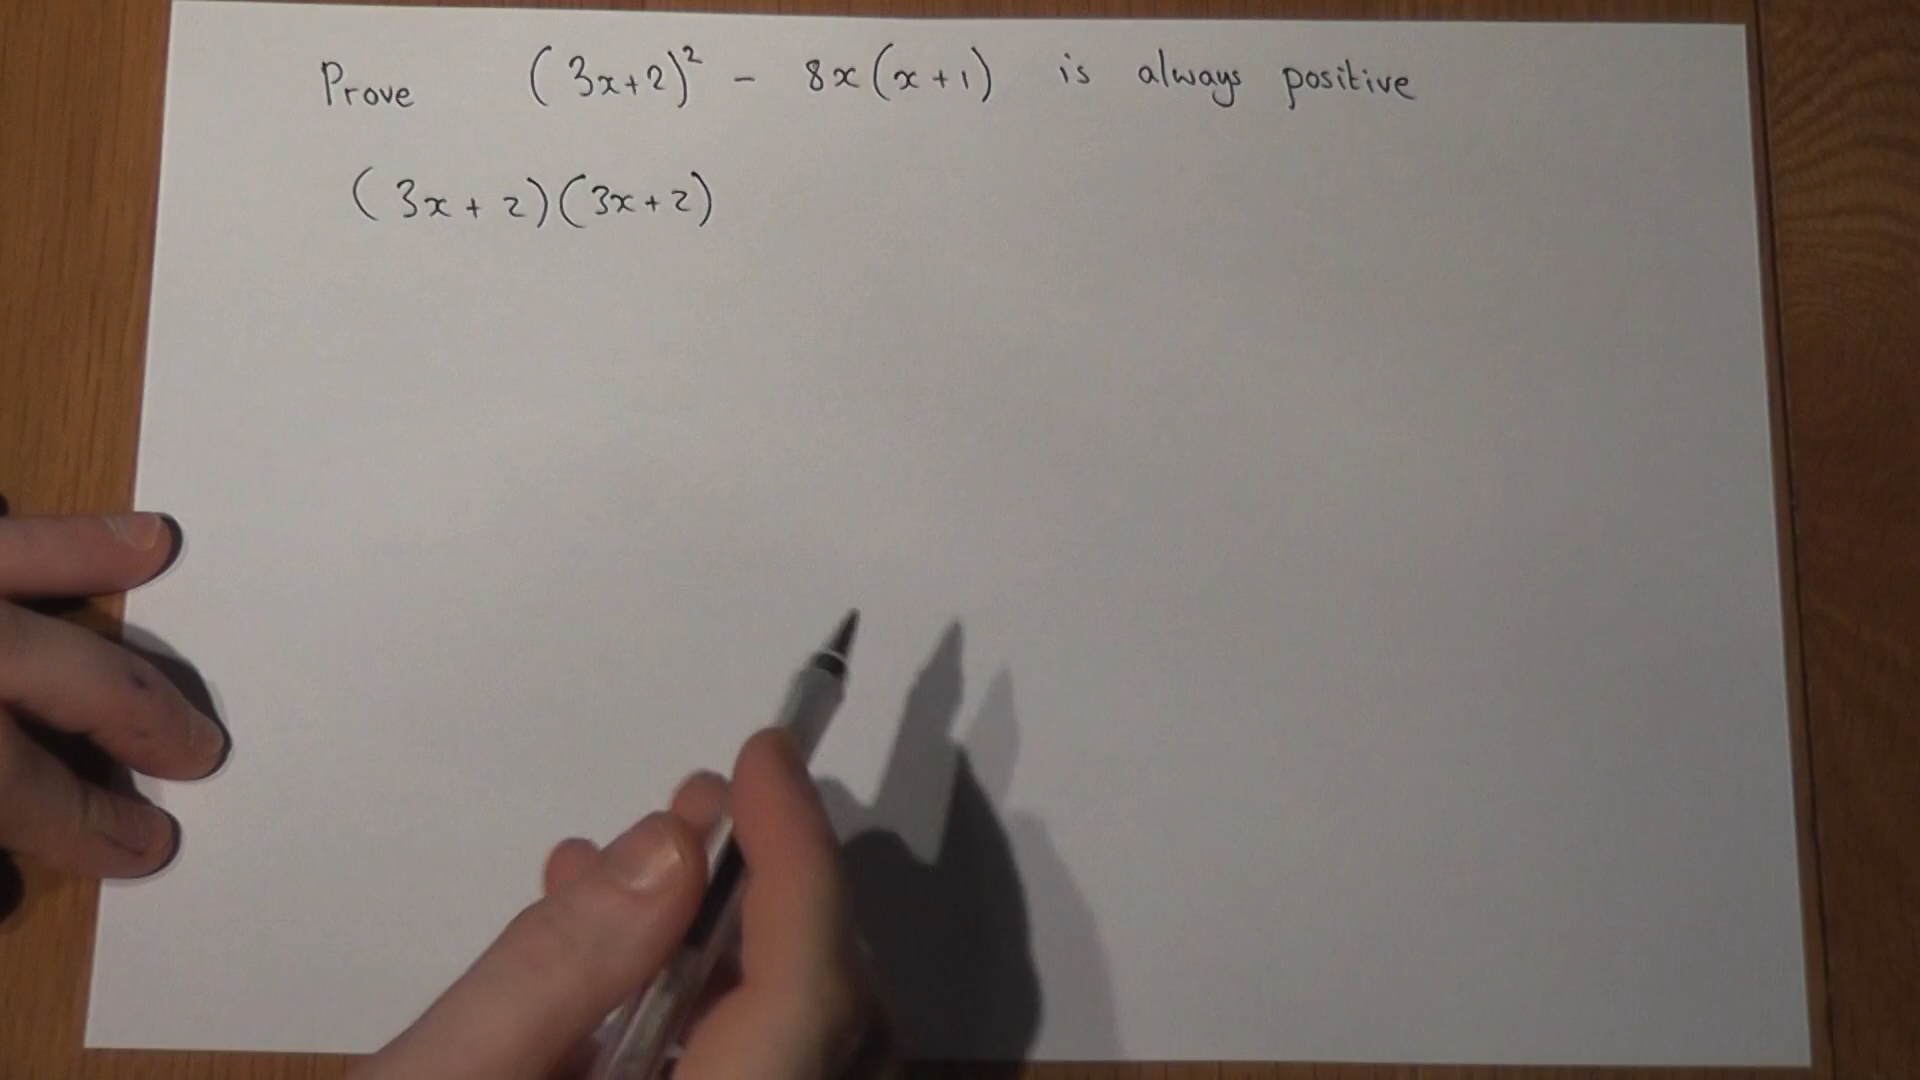 Prove (3x+2)² - 8x(x+1) is always positive
(3x+2)(3x+2)